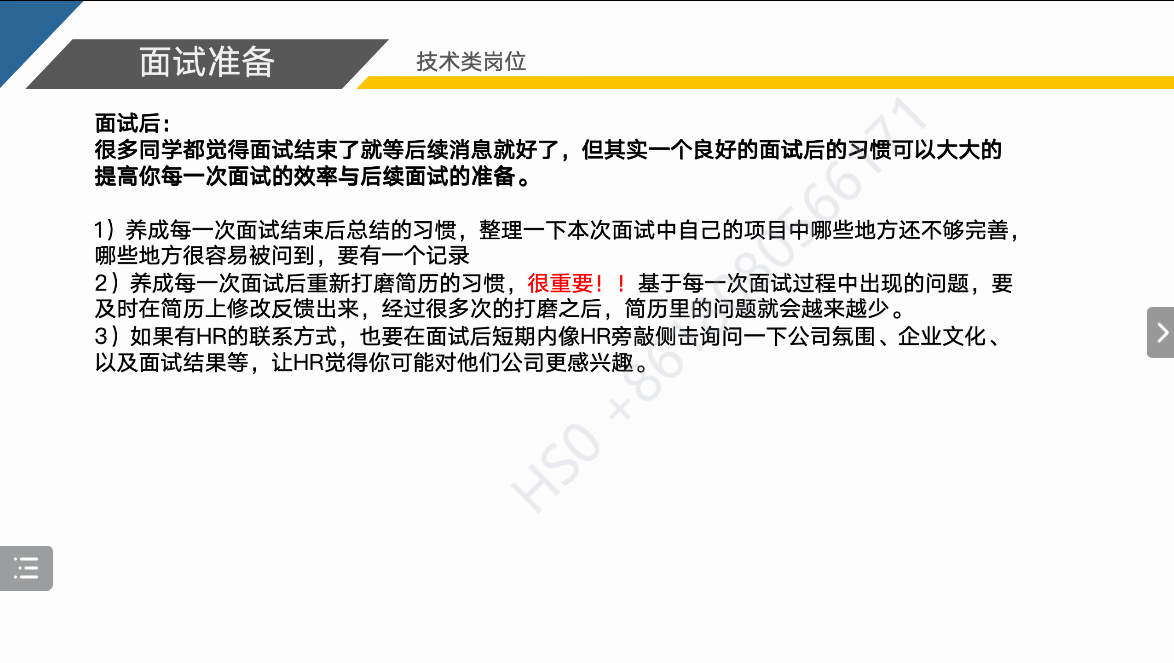 面试准备
技术类岗位
面试后：
很多同学都觉得面试结束了就等后续消息就好了，但其实一个良好的面试后的习惯可以大大的
提高你每一次面试的效率与后续面试的准备。
1）养成每一次面试结束后总结的习惯，整理一下本次面试中自己的项目中哪些地方还不够完善，
哪些地方很容易被问到，要有一个记录
2）养成每一次面试后重新打磨简历的习惯，很重要！！基于每一次面试过程中出现的问题，要
及时在简历上修改反馈出来，经过很多次的打磨之后，简历里的问题就会越来越少。
3）如果有HR的联系方式，也要在面试后短期内像HR旁敲侧击询问一下公司氛围、企业文化、
以及面试结果等，让HR觉得你可能对他们公司更感兴趣。
HS0